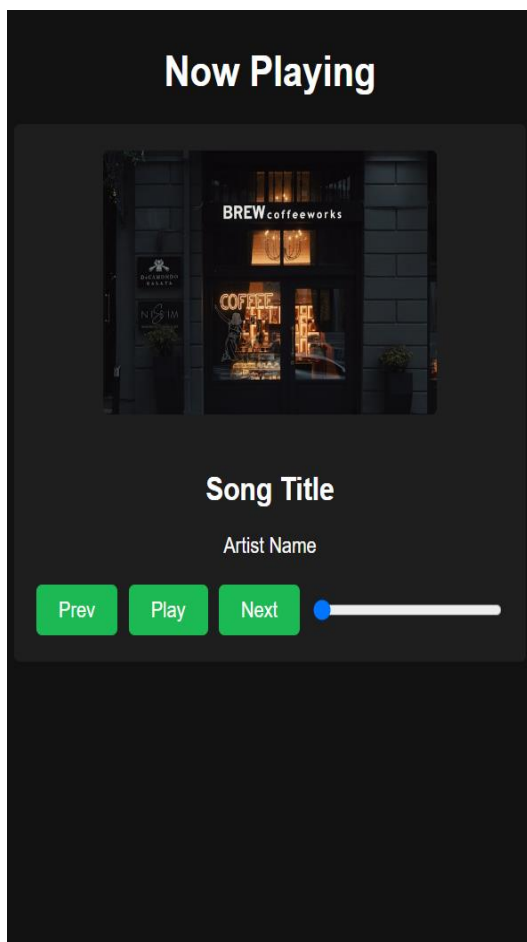 Now Playing
BREW coffeeworks
COFFEE
Song Title
Artist Name
Prev Play Next